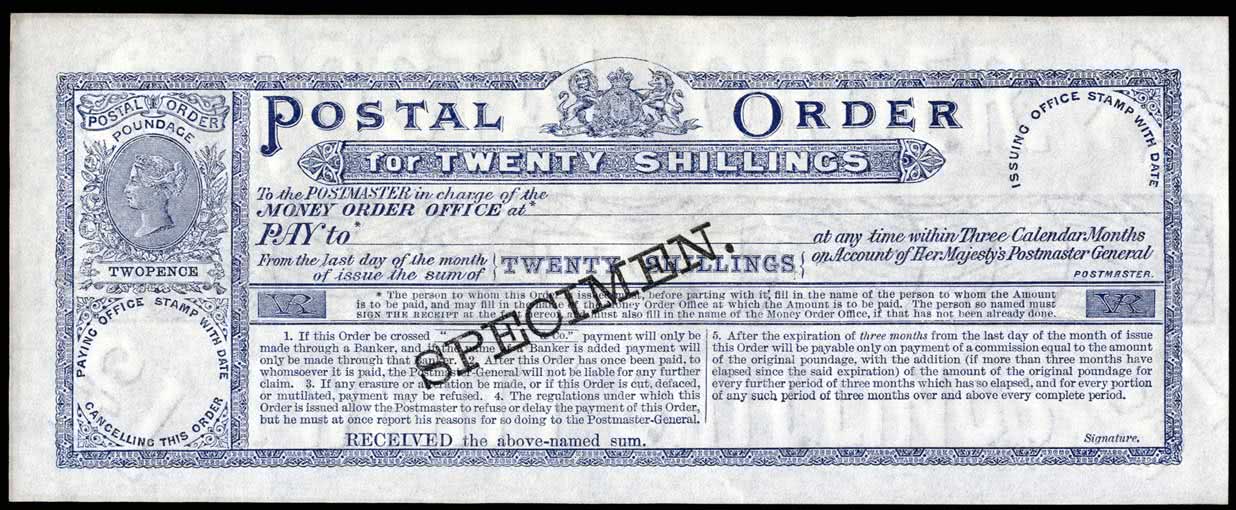 POSTAL ORDER
POUNDAGE
TWOPENCE
POSTAL ORDER
for TWENTY SHILLINGS
ISSUING OFFICE STAMP WITH DATE
To the POSTMASTER in charge of the
MONEY ORDER OFFICE at*
PAY to* at any time within Three Calendar Months
From the last day of the month of issue the sum of { TWENTY SHILLINGS } on Account of Her Majesty's Postmaster General
POSTMASTER.
SPECIMEN.
VR
* The person to whom this Order is issued must, before parting with it, fill in the name of the person to whom the Amount
is to be paid, and may fill in the name of the Money Order Office at which the Amount is to be paid. The person so named must
SIGN THE RECEIPT at the foot hereof, and must also fill in the name of the Money Order Office, if that has not been already done.
VR
PAYING OFFICE STAMP WITH DATE
CANCELLING THIS ORDER
1. If this Order be crossed "     & Co." payment will only be
made through a Banker, and if the name of a Banker is added payment will
only be made through that Banker. 2. After this Order has once been paid, to
whomsoever it is paid, the Postmaster-General will not be liable for any further
claim. 3. If any erasure or alteration be made, or if this Order is cut, defaced,
or mutilated, payment may be refused. 4. The regulations under which this
Order is issued allow the Postmaster to refuse or delay the payment of this Order,
but he must at once report his reasons for so doing to the Postmaster-General.
5. After the expiration of three months from the last day of the month of issue
this Order will be payable only on payment of a commission equal to the amount
of the original poundage, with the addition (if more than three months have
elapsed since the said expiration) of the amount of the original poundage for
every further period of three months which has so elapsed, and for every portion
of any such period of three months over and above every complete period.
RECEIVED the above-named sum.
Signature.